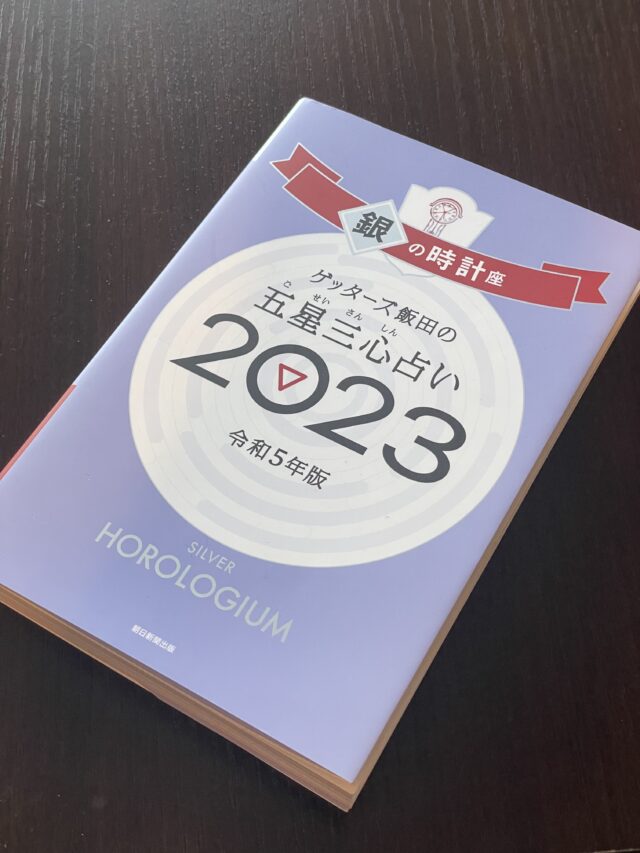 銀の時計座
ゲッターズ飯田の
ご せい さん しん
五星三心占い
2023
令和5年版
SILVER
HOROLOGIUM
朝日新聞出版